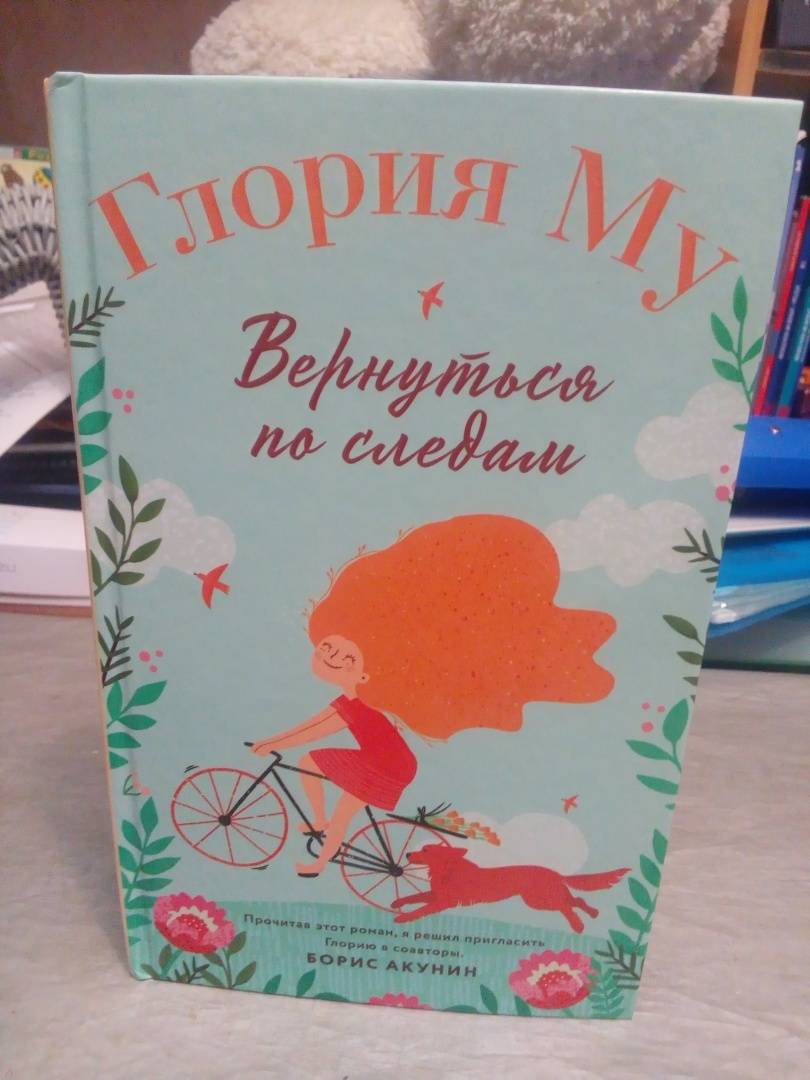 Глория Му
Вернуться
по следам
Прочитав этот роман, я решил пригласить
Глорию в соавторы.
БОРИС АКУНИН